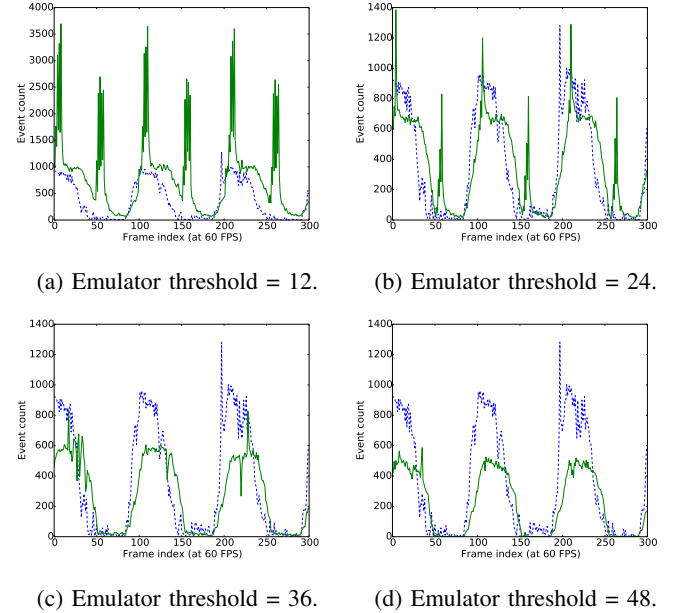 4000
3500
3000
2500
2000
1500
1000
500
0
Event count
0 50 100 150 200 250 300
Frame index (at 60 FPS)
1400
1200
1000
800
600
400
200
0
Event count
0 50 100 150 200 250 300
Frame index (at 60 FPS)
(a) Emulator threshold = 12.
(b) Emulator threshold = 24.
1400
1200
1000
800
600
400
200
0
Event count
0 50 100 150 200 250 300
Frame index (at 60 FPS)
1400
1200
1000
800
600
400
200
0
Event count
0 50 100 150 200 250 300
Frame index (at 60 FPS)
(c) Emulator threshold = 36.
(d) Emulator threshold = 48.